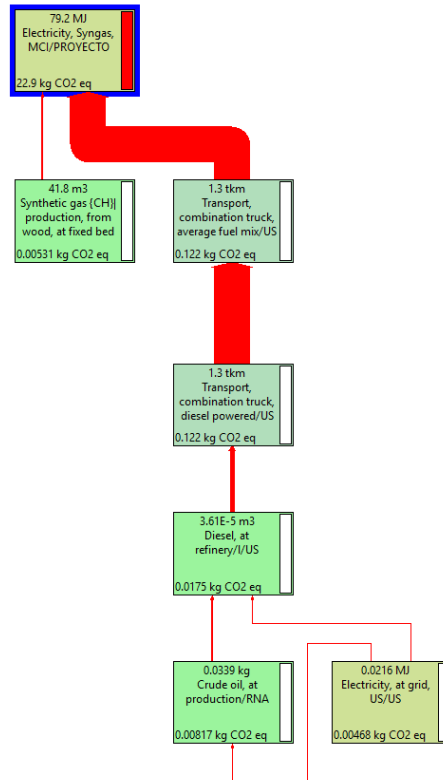 79.2 MJ
Electricity, Syngas,
MCI/PROYECTO
22.9 kg CO2 eq
41.8 m3
Synthetic gas {CH}|
production, from
wood, at fixed bed
0.00531 kg CO2 eq
1.3 tkm
Transport,
combination truck,
average fuel mix/US
0.122 kg CO2 eq
1.3 tkm
Transport,
combination truck,
diesel powered/US
0.122 kg CO2 eq
3.61E-5 m3
Diesel, at
refinery/l/US
0.0175 kg CO2 eq
0.0339 kg
Crude oil, at
production/RNA
0.00817 kg CO2 eq
0.0216 MJ
Electricity, at grid,
US/US
0.00468 kg CO2 eq